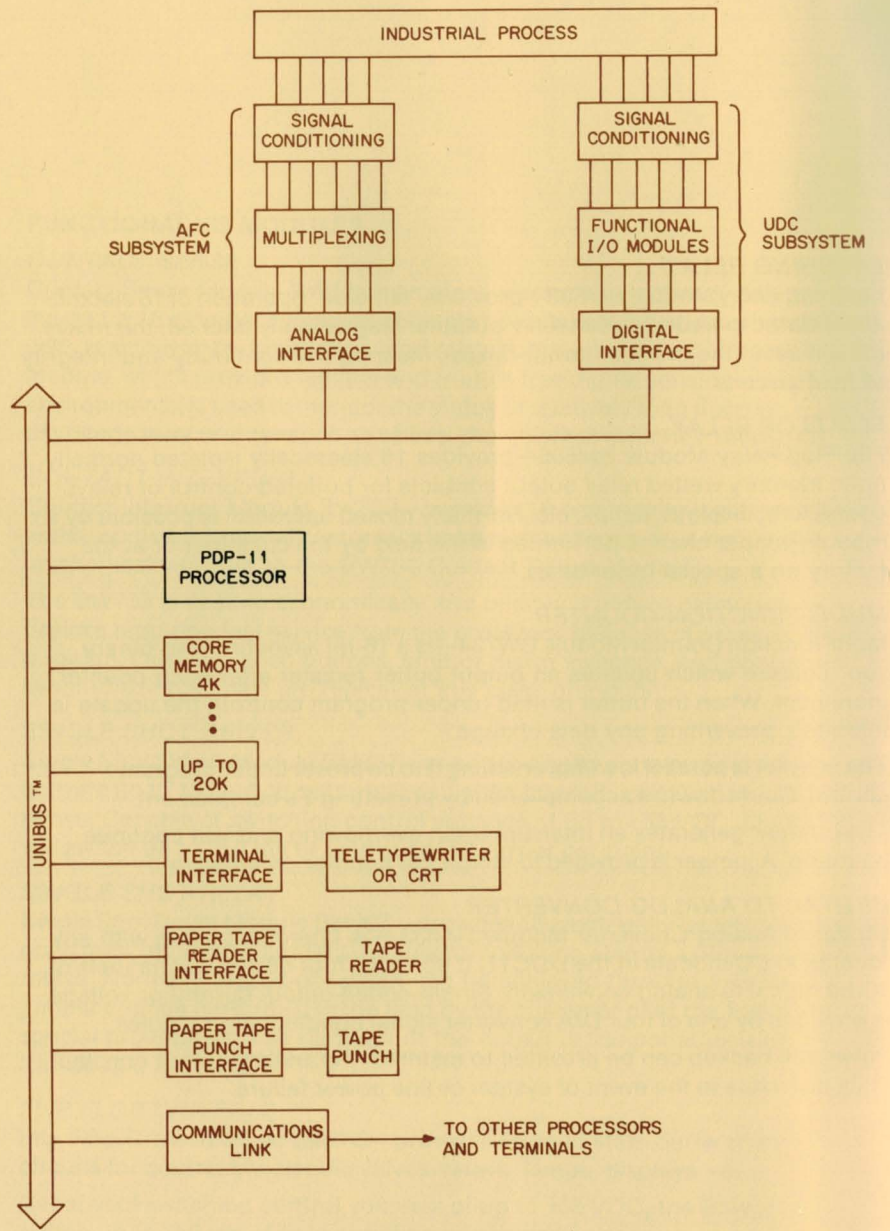 INDUSTRIAL PROCESS
SIGNAL
CONDITIONING
SIGNAL
CONDITIONING
AFC
SUBSYSTEM
MULTIPLEXING
FUNCTIONAL
I/O MODULES
UDC
SUBSYSTEM
ANALOG
INTERFACE
DIGITAL
INTERFACE
UNIBUS™
PDP-11
PROCESSOR
CORE
MEMORY
4K
UP TO
20K
TERMINAL
INTERFACE
TELETYPEWRITER
OR CRT
PAPER TAPE
READER
INTERFACE
TAPE
READER
PAPER TAPE
PUNCH INTERFACE
TAPE
PUNCH
COMMUNICATIONS
LINK
TO OTHER PROCESSORS
AND TERMINALS